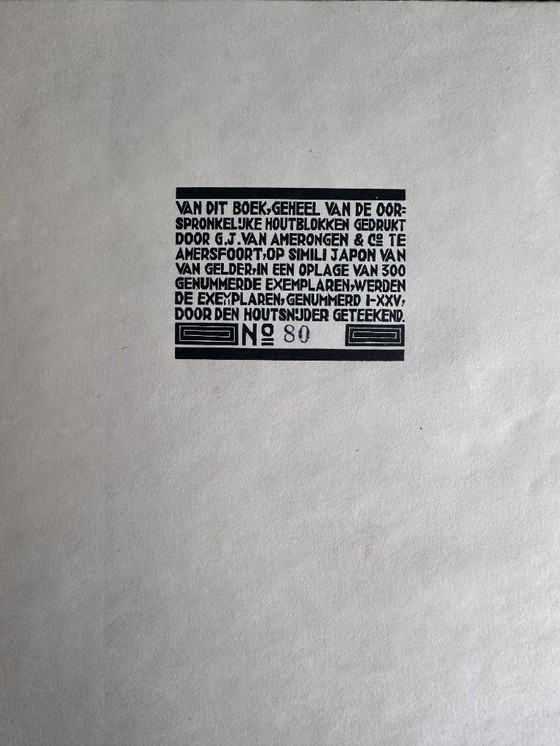 VAN DIT BOEK, GEHEEL VAN DE OOR=
SPRONKELIJKE HOUTBLOKKEN GEDRUKT
DOOR G.J. VAN AMERONGEN & Cº TE
AMERSFOORT, OP SIMILI JAPON VAN
VAN GELDER, IN EEN OPLAGE VAN 300
GENUMMERDE EXEMPLAREN, WERDEN
DE EXEMPLAREN, GENUMMERD I-XXV,
DOOR DEN HOUTSNIJDER GETEEKEND.
Nº 80